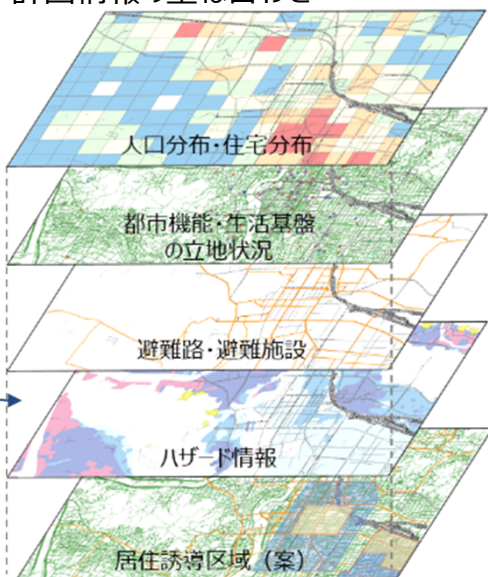 人口分布・住宅分布
都市機能・生活基盤
の立地状況
避難路・避難施設
ハザード情報
居住誘導区域（案）